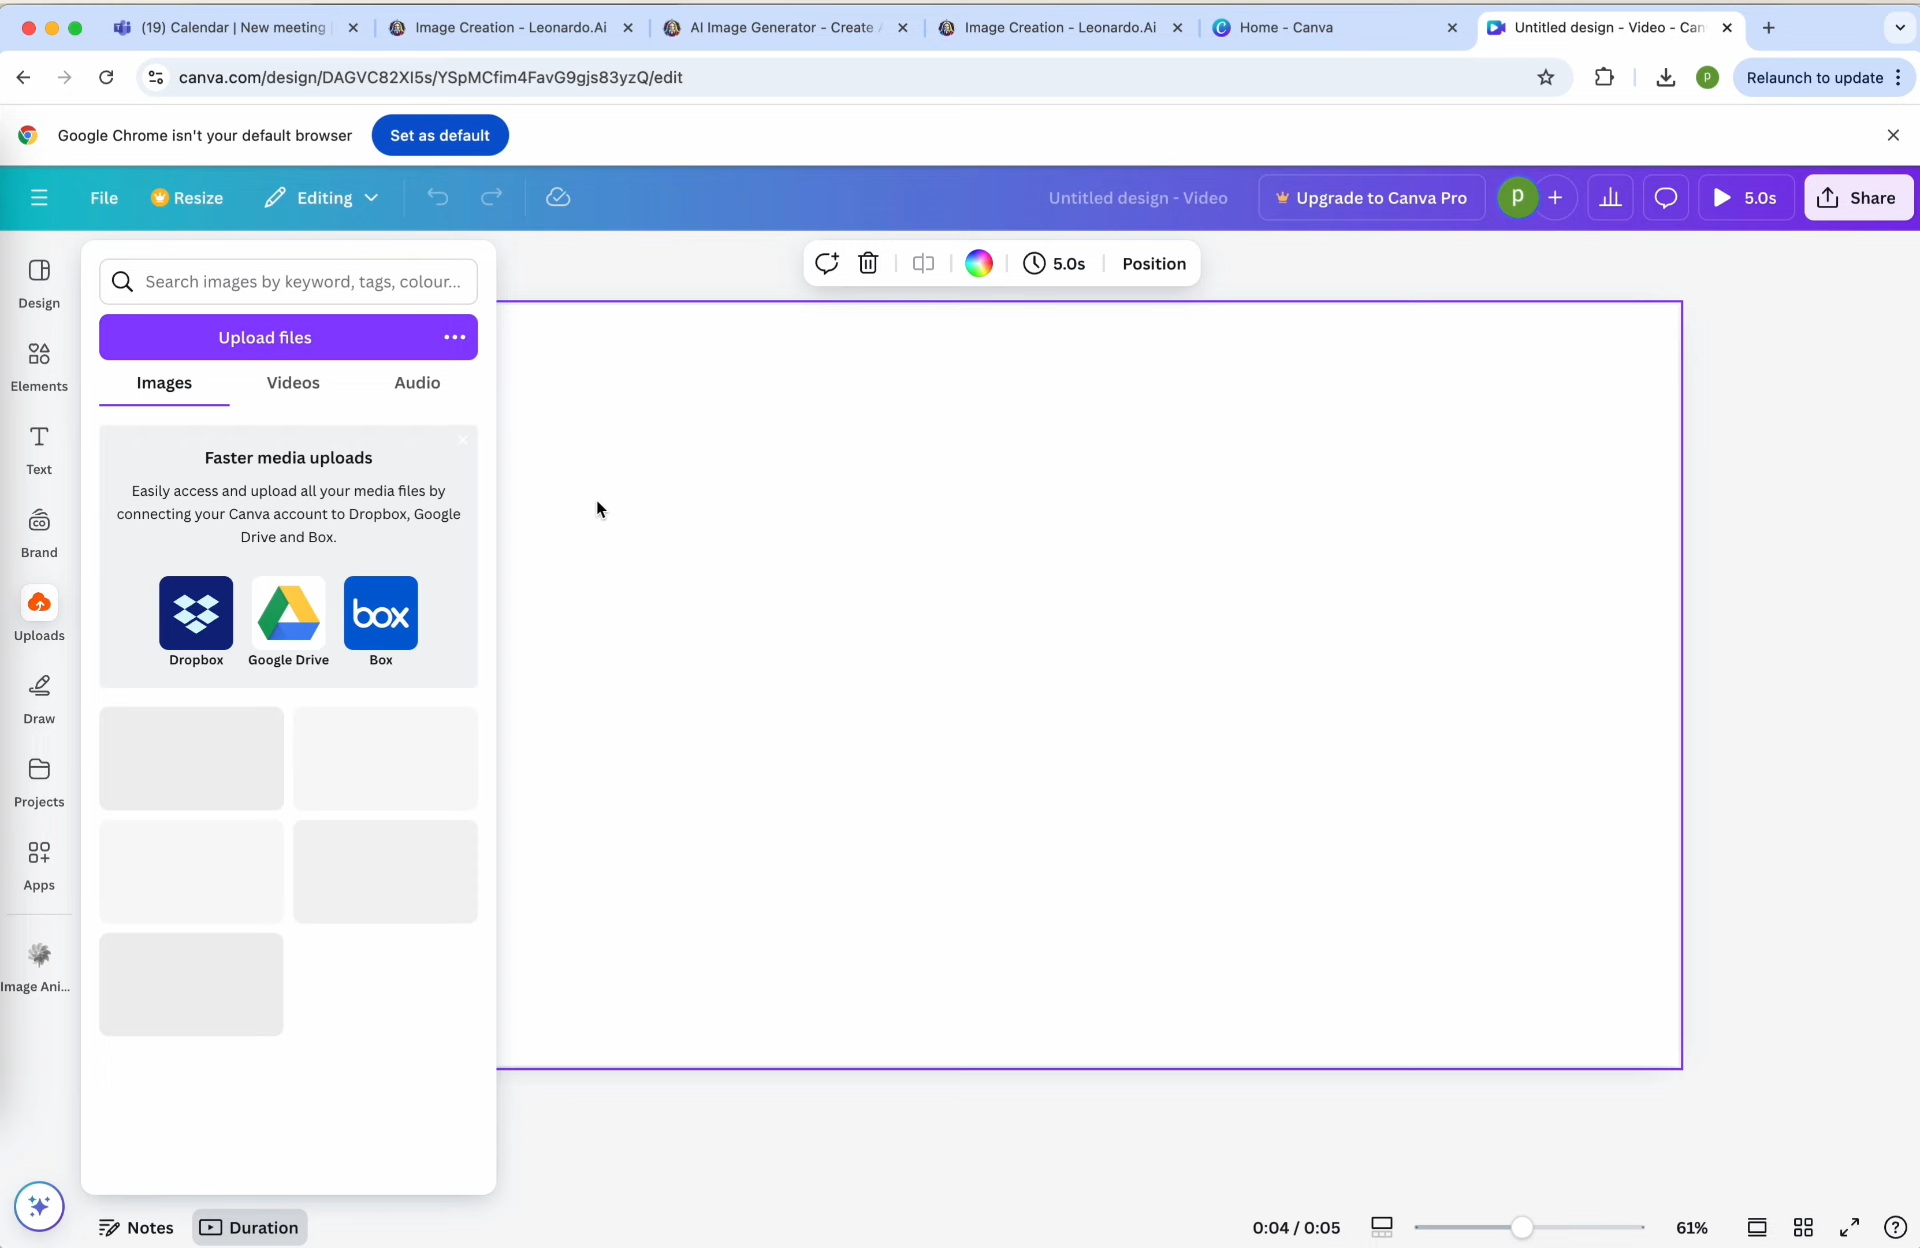 (19) Calendar | New meeting
Image Creation - Leonardo.Ai
AI Image Generator - Create
Image Creation - Leonardo.Ai
Home - Canva
Untitled design - Video - Can
canva.com/design/DAGVC82XI5s/YSpMCfim4FavG9gjs83yzQ/edit
p
Relaunch to update
Google Chrome isn't your default browser
Set as default
File
Resize
Editing
Untitled design - Video
Upgrade to Canva Pro
p
5.0s
Share
Design
Elements
Text
Brand
Uploads
Draw
Projects
Apps
Image Ani...
Search images by keyword, tags, colour...
Upload files
Images
Videos
Audio
Faster media uploads
Easily access and upload all your media files by
connecting your Canva account to Dropbox, Google
Drive and Box.
box
Dropbox
Google Drive
Box
5.0s
Position
Notes
Duration
0:04 / 0:05
61%